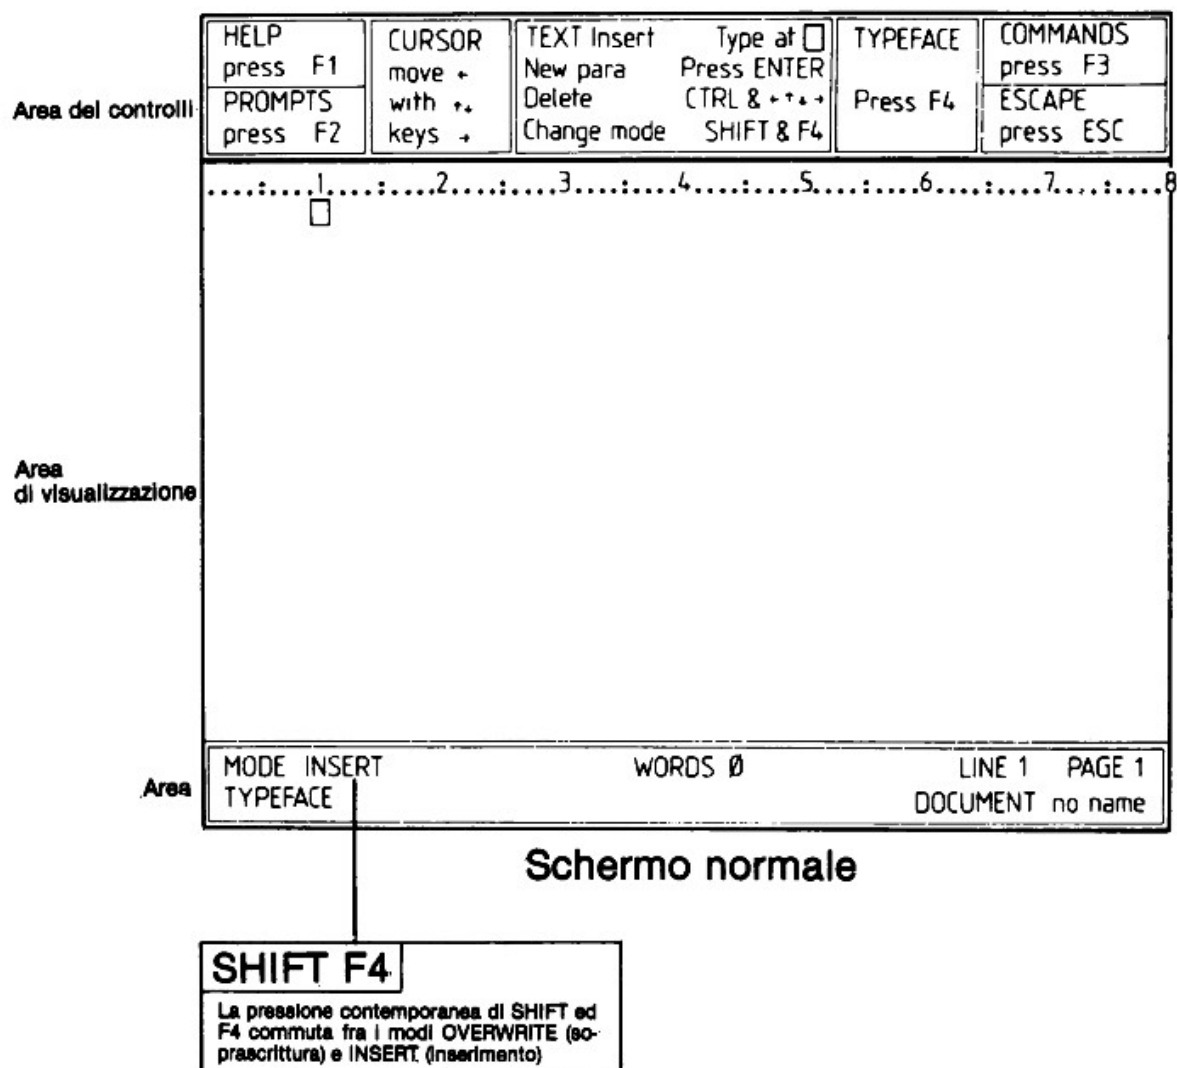 Area dei controlli
HELP
press F1
PROMPTS
press F2
CURSOR
move ←
with ↑↓
keys →
TEXT Insert Type at □
New para Press ENTER
Delete CTRL & ←↑↓→
Change mode SHIFT & F4
TYPEFACE
Press F4
COMMANDS
press F3
ESCAPE
press ESC
....:....1....:....2....:....3....:....4....:....5....:....6....:....7....:....8
Area
di visualizzazione
Area
MODE INSERT WORDS Ø LINE 1 PAGE 1
TYPEFACE DOCUMENT no name
Schermo normale
SHIFT F4
La pressione contemporanea di SHIFT ed
F4 commuta fra i modi OVERWRITE (so-
prascrittura) e INSERT (inserimento)